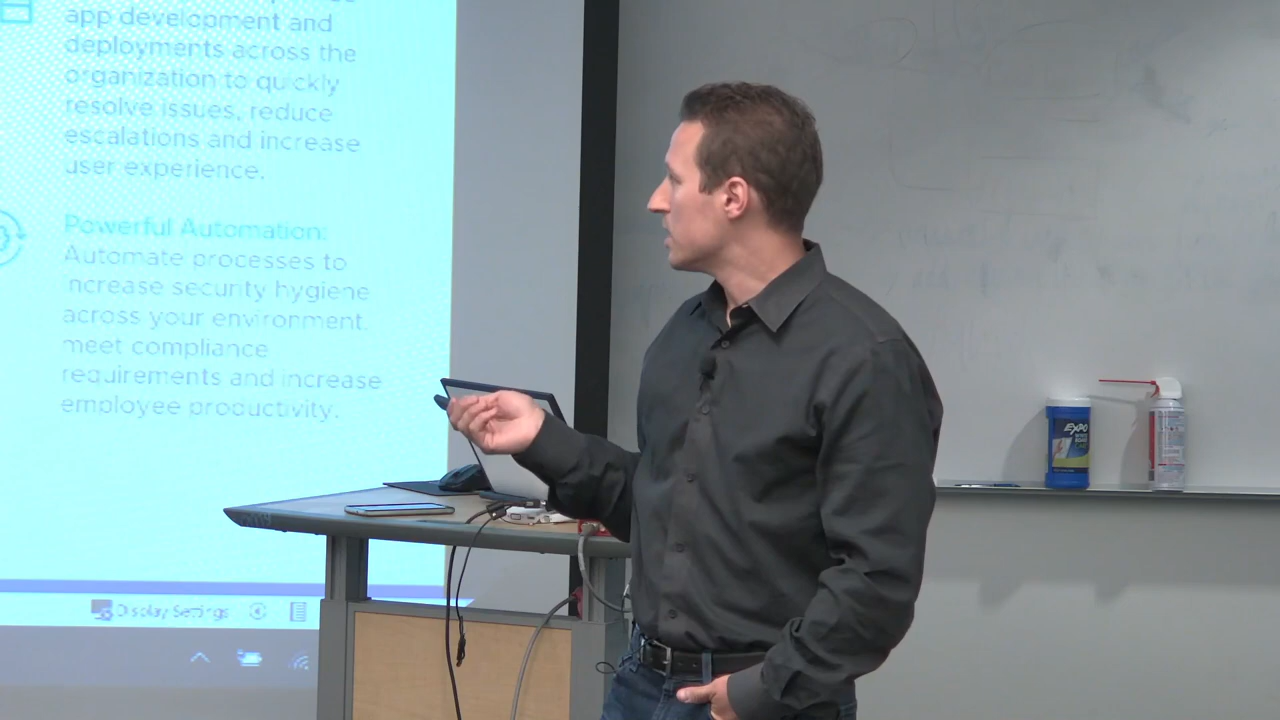 app development and
deployments across the
organization to quickly
resolve issues, reduce
escalations and increase
user experience.
Powerful Automation:
Automate processes to
increase security hygiene
across your environment,
meet compliance
requirements and increase
employee productivity.
Display Settings
EXPO